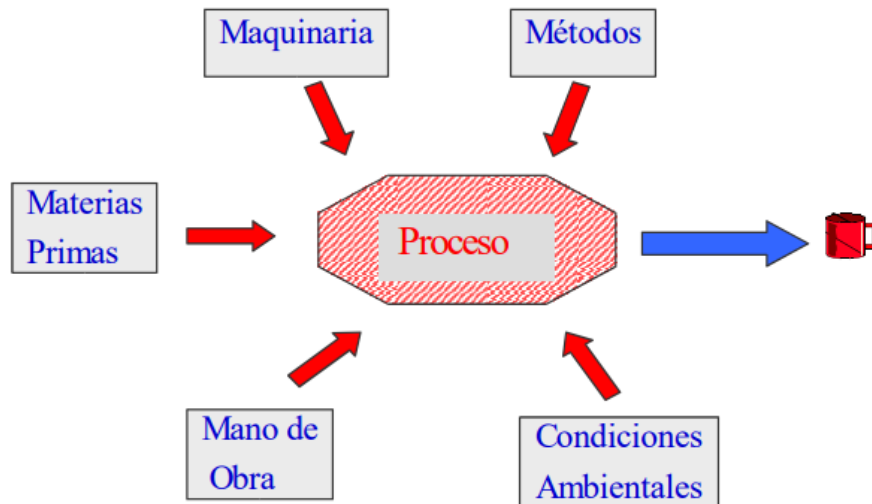 Maquinaria
Métodos
Materias
Primas
Proceso
Mano de
Obra
Condiciones
Ambientales